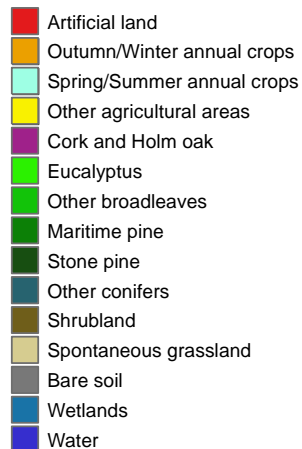 Artificial land
Outumn/Winter annual crops
Spring/Summer annual crops
Other agricultural areas
Cork and Holm oak
Eucalyptus
Other broadleaves
Maritime pine
Stone pine
Other conifers
Shrubland
Spontaneous grassland
Bare soil
Wetlands
Water